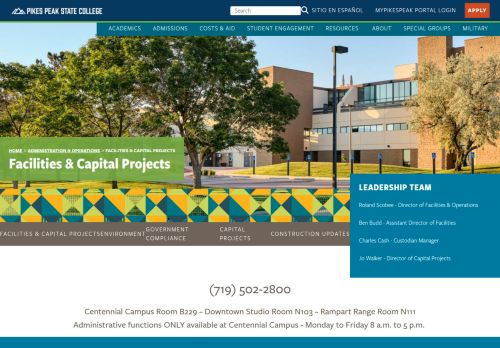 PIKES PEAK STATE COLLEGE
Search
SITIO EN ESPAÑOL
MYPIKESPEAK PORTAL LOGIN
APPLY
ACADEMICS ADMISSIONS COSTS & AID STUDENT ENGAGEMENT RESOURCES ABOUT SPECIAL GROUPS MILITARY
HOME > ADMINISTRATION & OPERATIONS > FACILITIES & CAPITAL PROJECTS
Facilities & Capital Projects
LEADERSHIP TEAM
Roland Scobee - Director of Facilities & Operations
Ben Budd - Assistant Director of Facilities
Charles Cash - Custodian Manager
Jo Walker - Director of Capital Projects
FACILITIES & CAPITAL PROJECTS
ENVIRONMENT
GOVERNMENT COMPLIANCE
CAPITAL PROJECTS
CONSTRUCTION UPDATES
(719) 502-2800
Centennial Campus Room B229 – Downtown Studio Room N103 – Rampart Range Room N111
Administrative functions ONLY available at Centennial Campus - Monday to Friday 8 a.m. to 5 p.m.